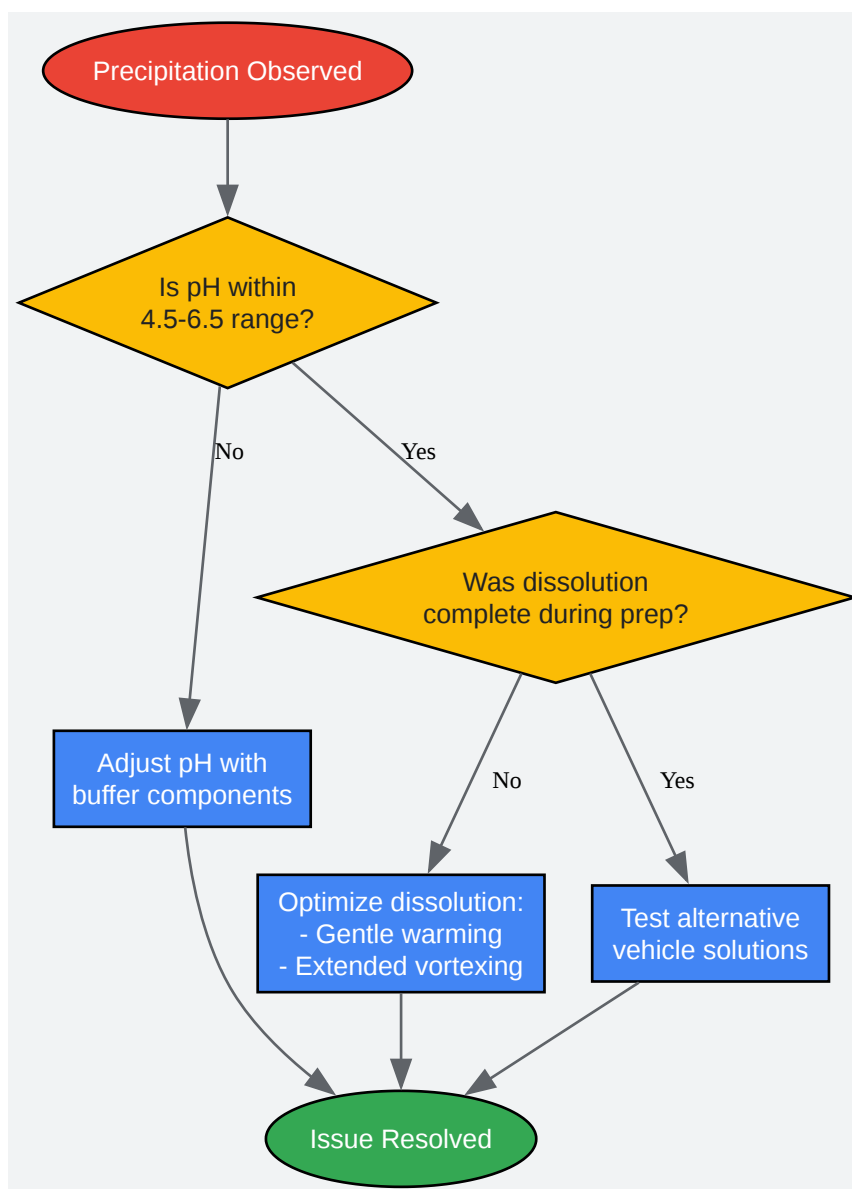 Precipitation Observed
Is pH within
4.5-6.5 range?
No
Yes
Was dissolution
complete during prep?
Adjust pH with
buffer components
No
Yes
Optimize dissolution:
- Gentle warming
- Extended vortexing
Test alternative
vehicle solutions
Issue Resolved